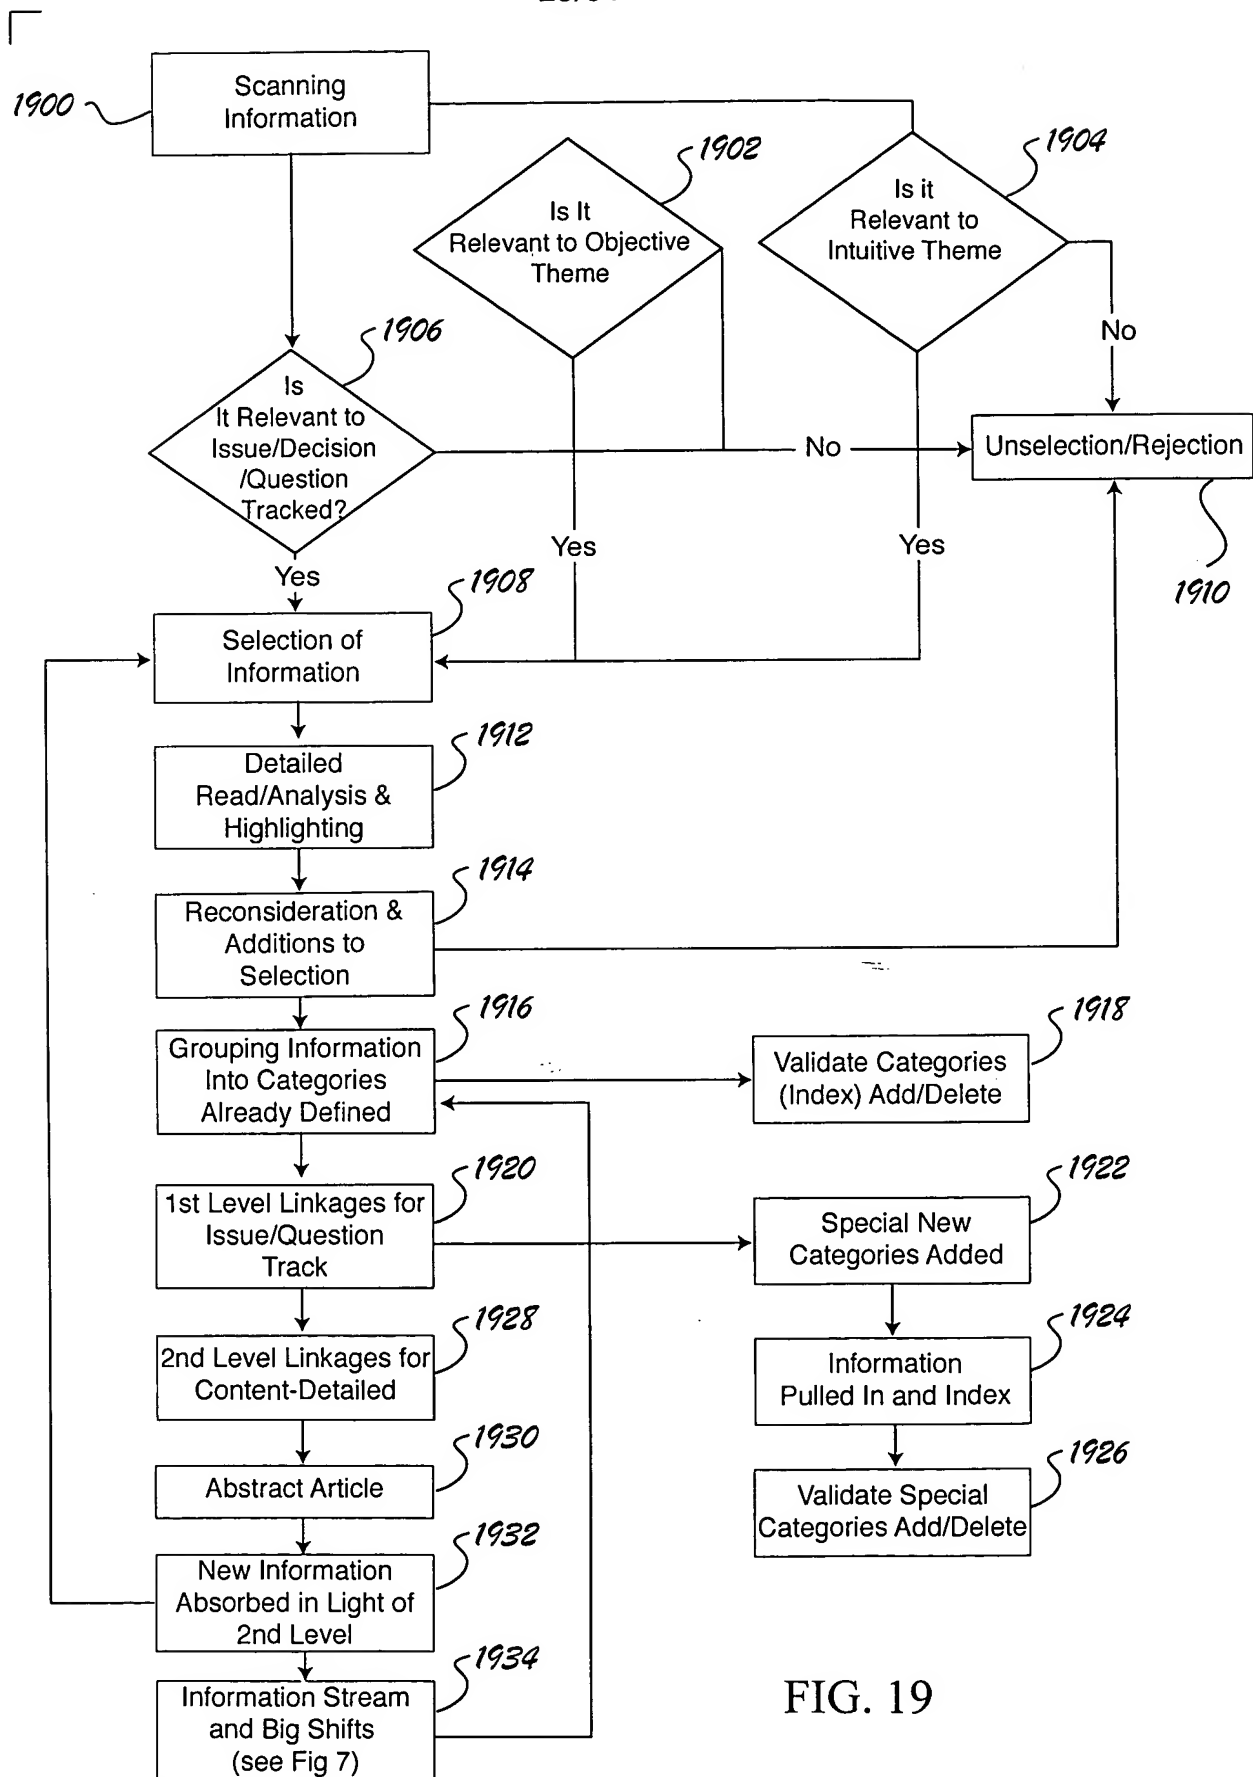 Scanning
Information
1900
Is It
Relevant to Objective
Theme
1902
Is it
Relevant to
Intuitive Theme
1904
No
Is
It Relevant to
Issue/Decision
/Question
Tracked?
1906
No
Unselection/Rejection
1910
Yes
Yes
Yes
Selection of
Information
1908
Detailed
Read/Analysis &
Highlighting
1912
Reconsideration &
Additions to
Selection
1914
Grouping Information
Into Categories
Already Defined
1916
Validate Categories
(Index) Add/Delete
1918
1st Level Linkages for
Issue/Question
Track
1920
Special New
Categories Added
1922
2nd Level Linkages for
Content-Detailed
1928
Information
Pulled In and Index
1924
Abstract Article
1930
Validate Special
Categories Add/Delete
1926
New Information
Absorbed in Light of
2nd Level
1932
Information Stream
and Big Shifts
(see Fig 7)
1934
FIG. 19